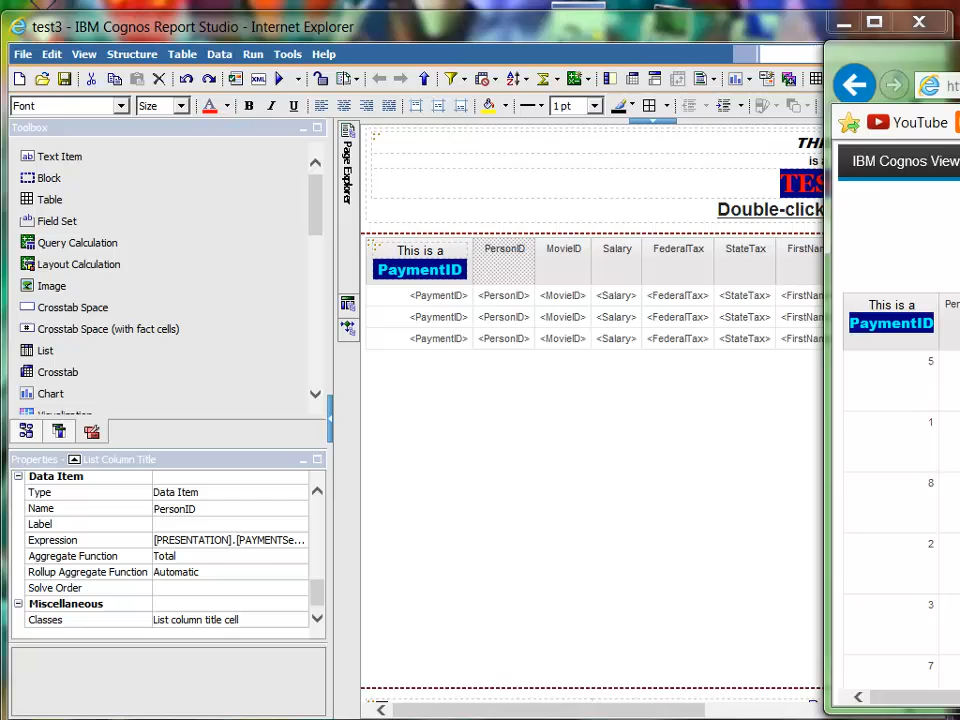 test3 - IBM Cognos Report Studio - Internet Explorer
File Edit View Structure Table Data Run Tools Help
Font Size 1 pt
Toolbox
Text Item
Block
Table
Field Set
Query Calculation
Layout Calculation
Image
Crosstab Space
Crosstab Space (with fact cells)
List
Crosstab
Chart
Visualization
Properties - List Column Title
Data Item
Type Data Item
Name PersonID
Label
Expression [PRESENTATION].[PAYMENTSe...
Aggregate Function Total
Rollup Aggregate Function Automatic
Solve Order
Miscellaneous
Classes List column title cell
Page Explorer
THI
is a
TES
Double-click
This is a PersonID MovieID Salary FederalTax StateTax FirstNam
PaymentID
<PaymentID> <PersonID> <MovieID> <Salary> <FederalTax> <StateTax> <FirstNam
<PaymentID> <PersonID> <MovieID> <Salary> <FederalTax> <StateTax> <FirstNam
<PaymentID> <PersonID> <MovieID> <Salary> <FederalTax> <StateTax> <FirstNam
ht
YouTube
IBM Cognos View
This is a Per
PaymentID
5
1
8
2
3
7